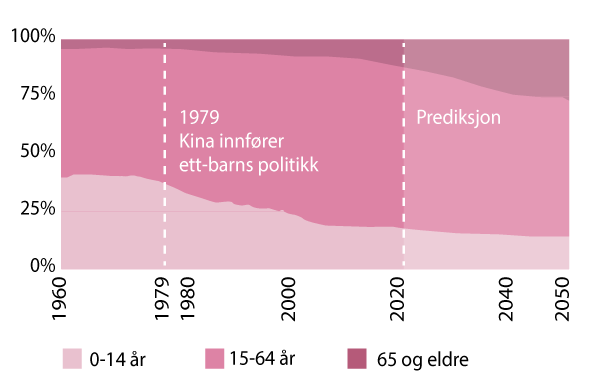 100%
75%
50%
25%
0%
1979
Kina innfører
ett-barns politikk
Prediksjon
1960
1979
1980
2000
2020
2040
2050
0-14 år
15-64 år
65 og eldre